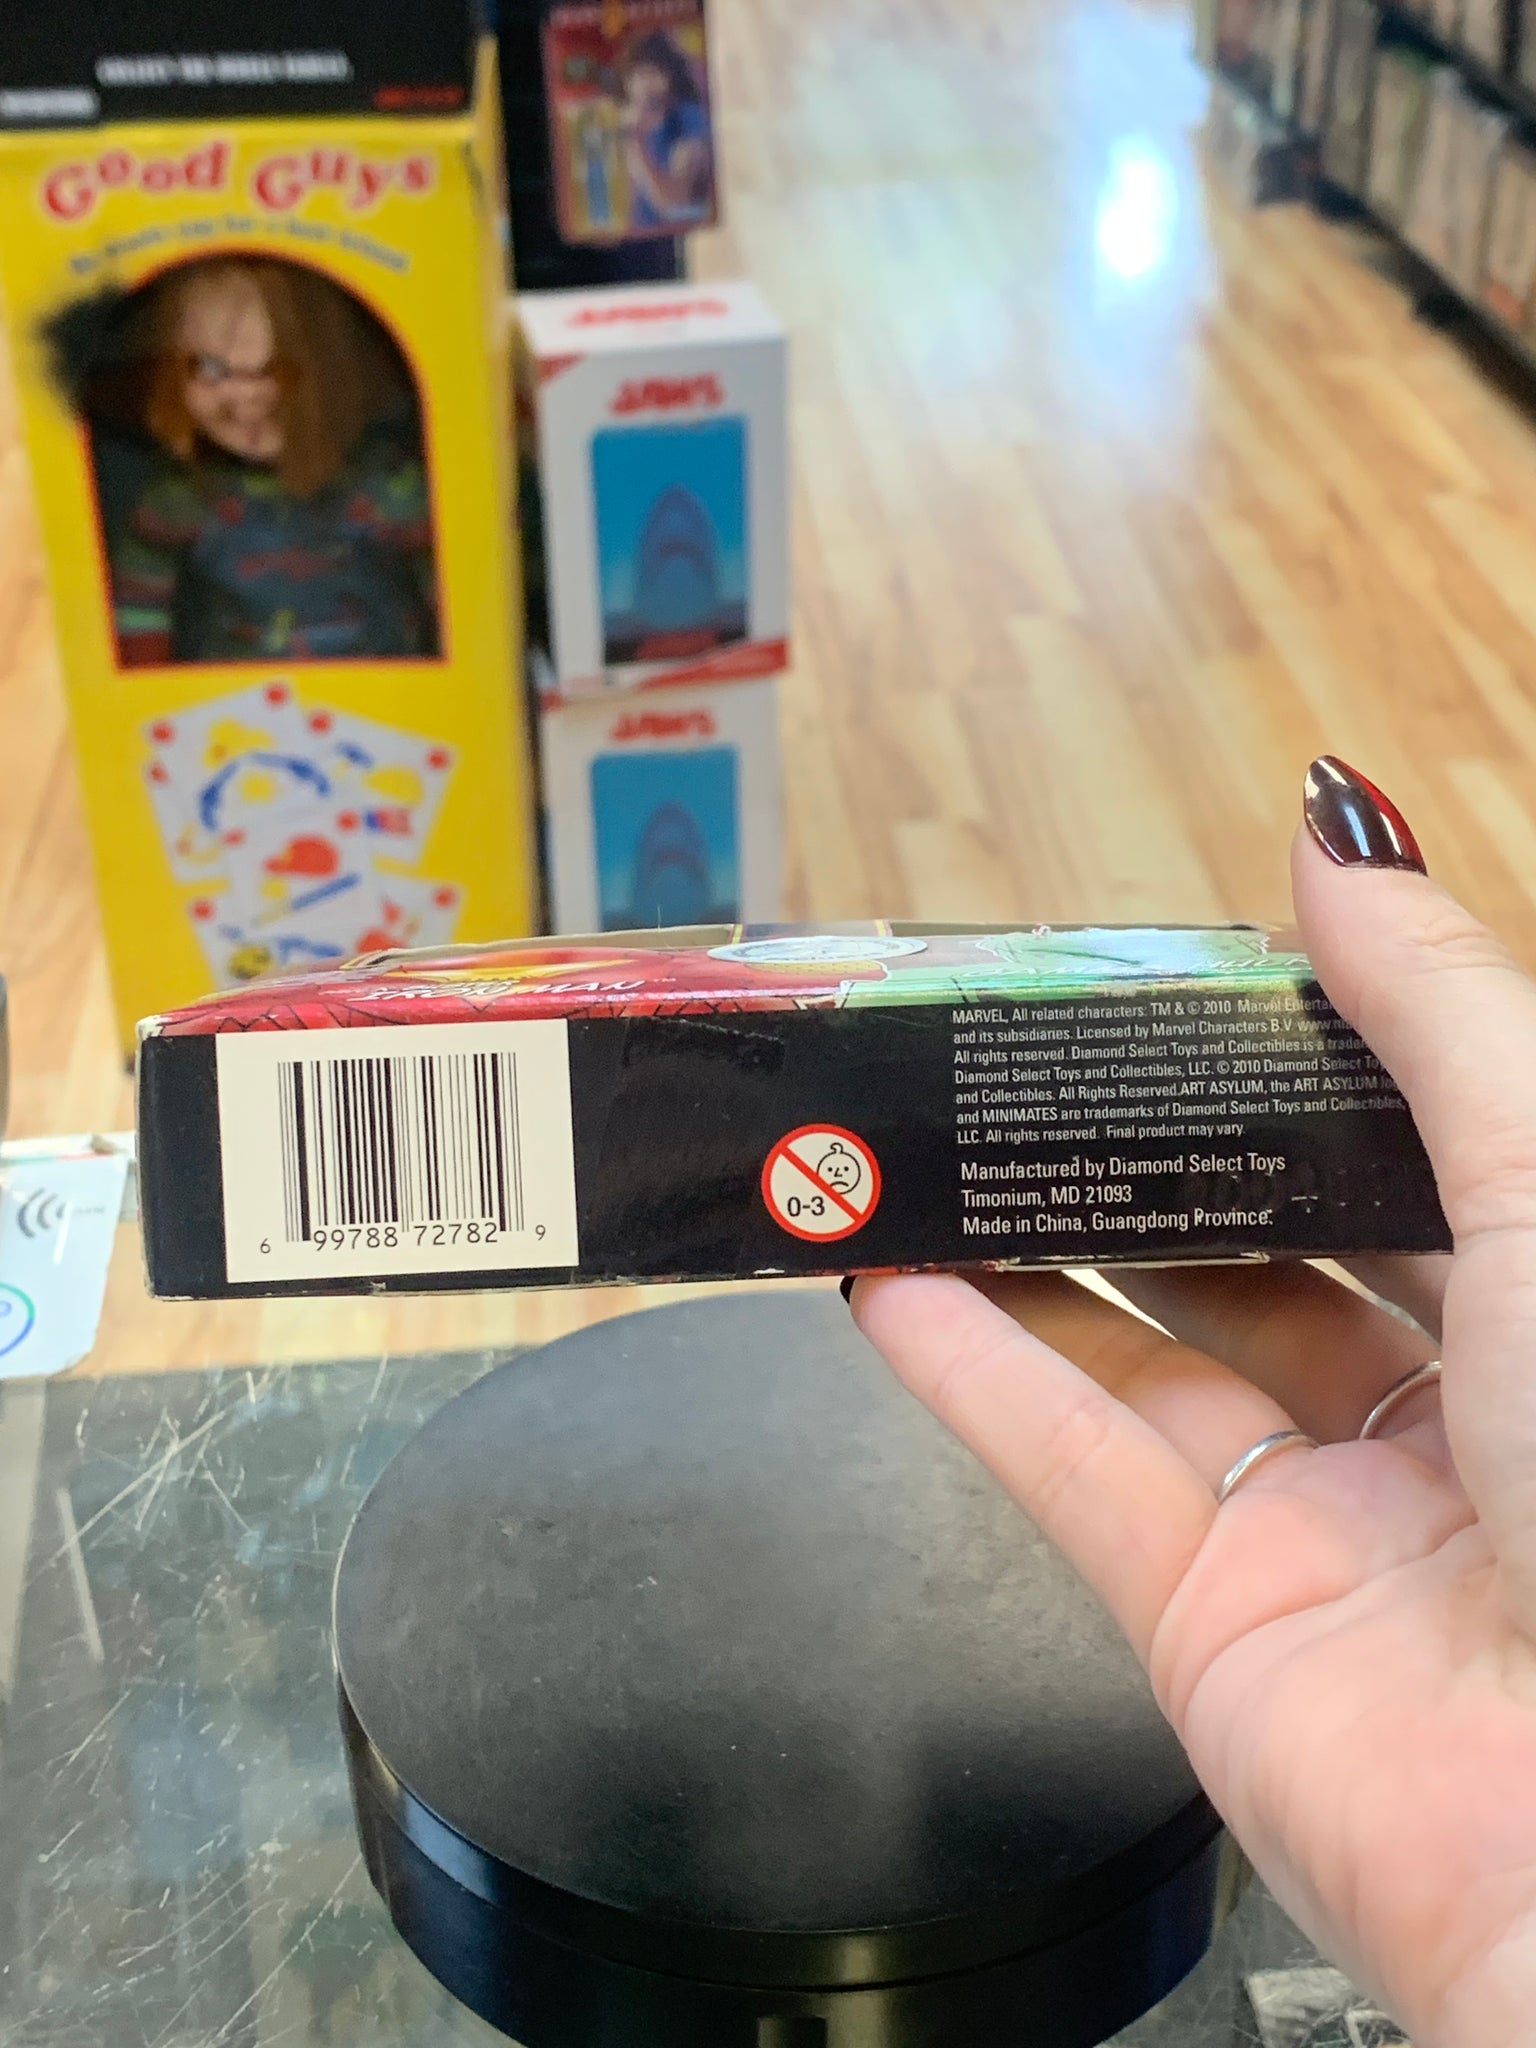 Good Guys
JAWS
JAWS
IRON MAN™
MARVEL, All related characters: TM & © 2010 Marvel
and its subsidiaries. Licensed by Marvel Characters B.V.
All rights reserved. Diamond Select Toys and Collectibles is a
Diamond Select Toys and Collectibles, LLC. © 2010 Diamond Select
and Collectibles. All Rights Reserved.ART ASYLUM, the ART ASYLUM
and MINIMATES are trademarks of Diamond Select Toys and Collectibles,
LLC. All rights reserved. Final product may vary.
0-3
Manufactured by Diamond Select Toys
Timonium, MD 21093
Made in China, Guangdong Province.
6 99788 72782 9